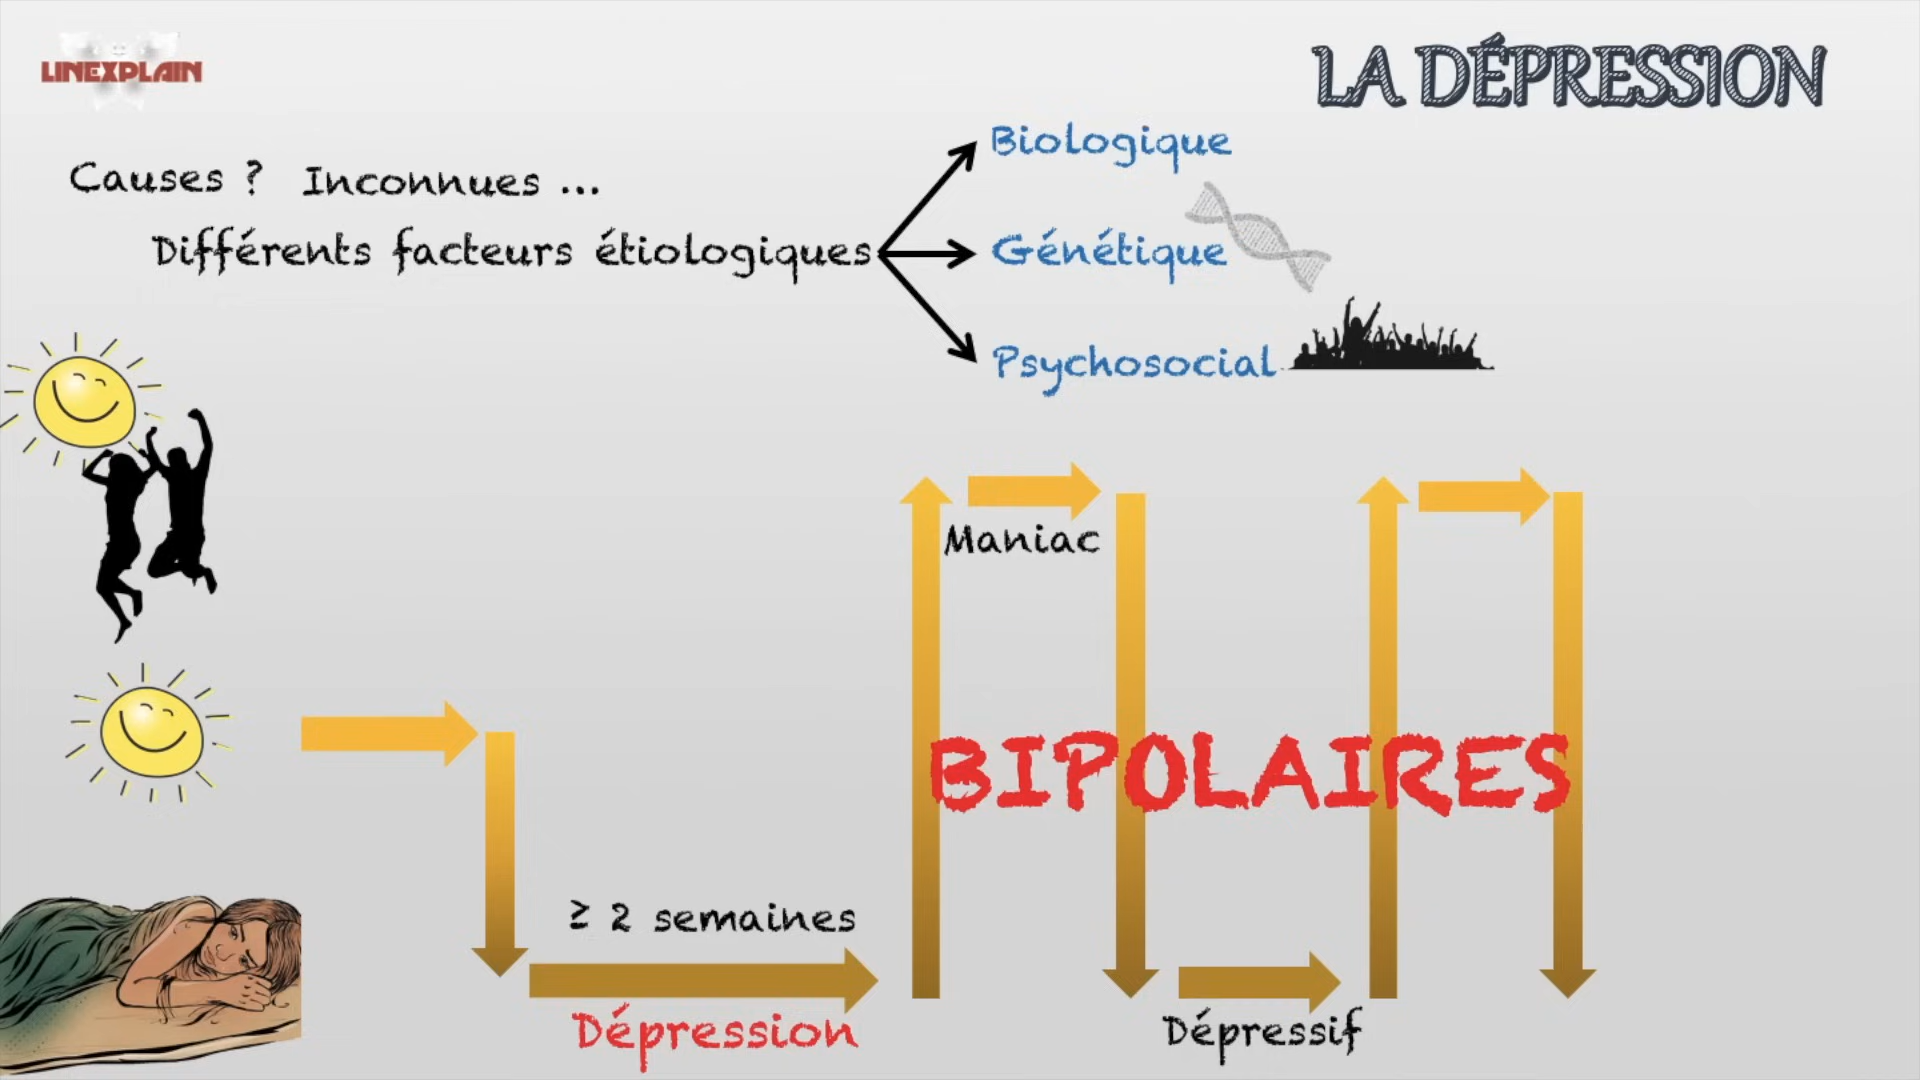 LINEXPLAIN
LA DÉPRESSION
Causes ? Inconnues ...
Différents facteurs étiologiques
Biologique
Génétique
Psychosocial
Maniac
BIPOLAIRES
≥ 2 semaines
Dépression
Dépressif